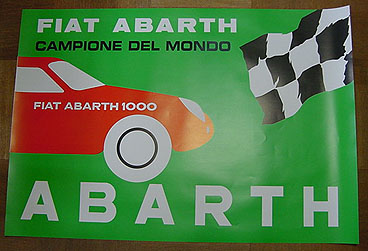 FIAT ABARTH
CAMPIONE DEL MONDO
FIAT ABARTH 1000
ABARTH